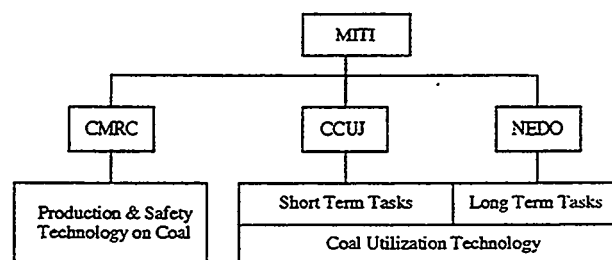 MITI
CMRC
CCUJ
NEDO
Production & Safety
Technology on Coal
Short Term Tasks
Long Term Tasks
Coal Utilization Technology